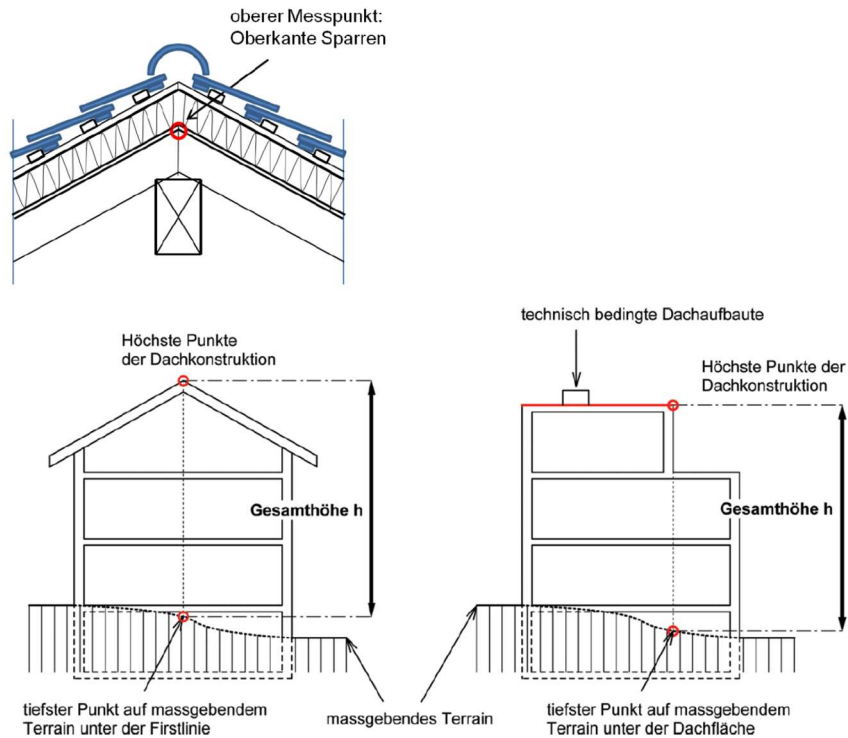 oberer Messpunkt:
Oberkante Sparren
technisch bedingte Dachaufbaute
Höchste Punkte
der Dachkonstruktion
Höchste Punkte der
Dachkonstruktion
Gesamthöhe h
Gesamthöhe h
tiefster Punkt auf massgebendem
Terrain unter der Firstlinie
massgebendes Terrain
tiefster Punkt auf massgebendem
Terrain unter der Dachfläche